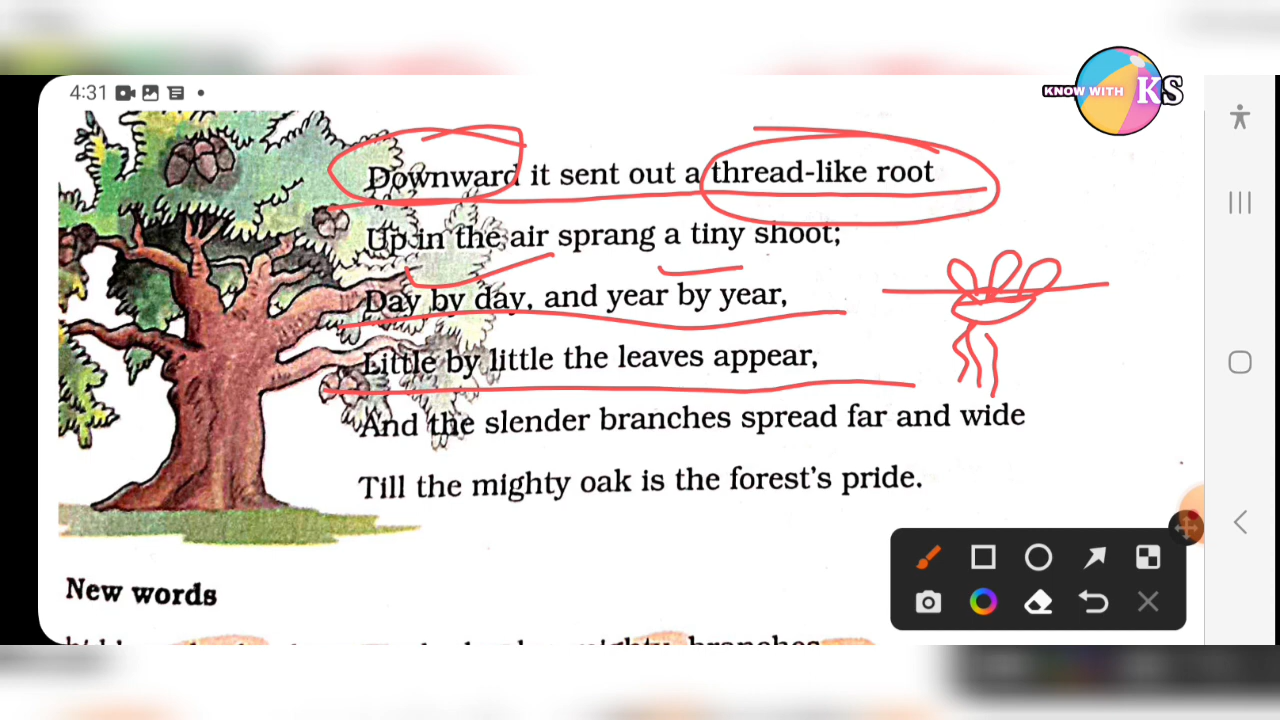 4:31
KNOW WITH KS
Downward it sent out a thread-like root
Up in the air sprang a tiny shoot;
Day by day, and year by year,
Little by little the leaves appear,
And the slender branches spread far and wide
Till the mighty oak is the forest's pride.
New words
mighty branches